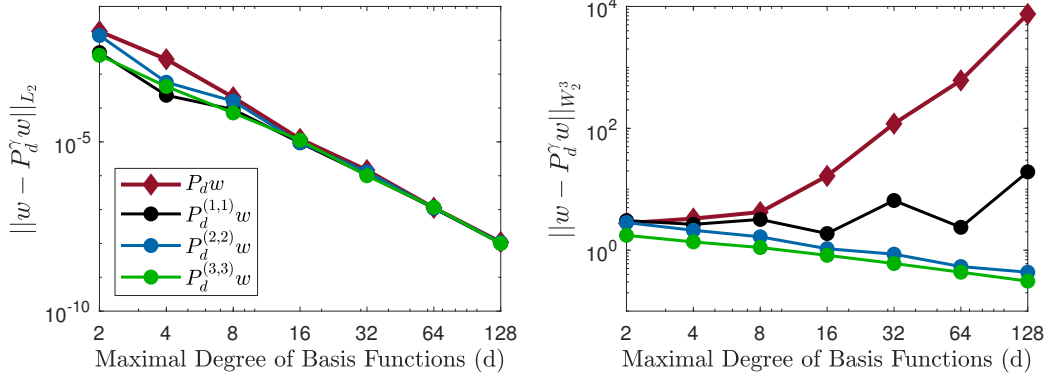 ||w − P_d^γ w||_{L_2}
10^{-5}
10^{-10}
P_d w
P_d^{(1,1)} w
P_d^{(2,2)} w
P_d^{(3,3)} w
2 4 8 16 32 64 128
Maximal Degree of Basis Functions (d)
||w − P_d^γ w||_{W_2^3}
10^4
10^2
10^0
2 4 8 16 32 64 128
Maximal Degree of Basis Functions (d)